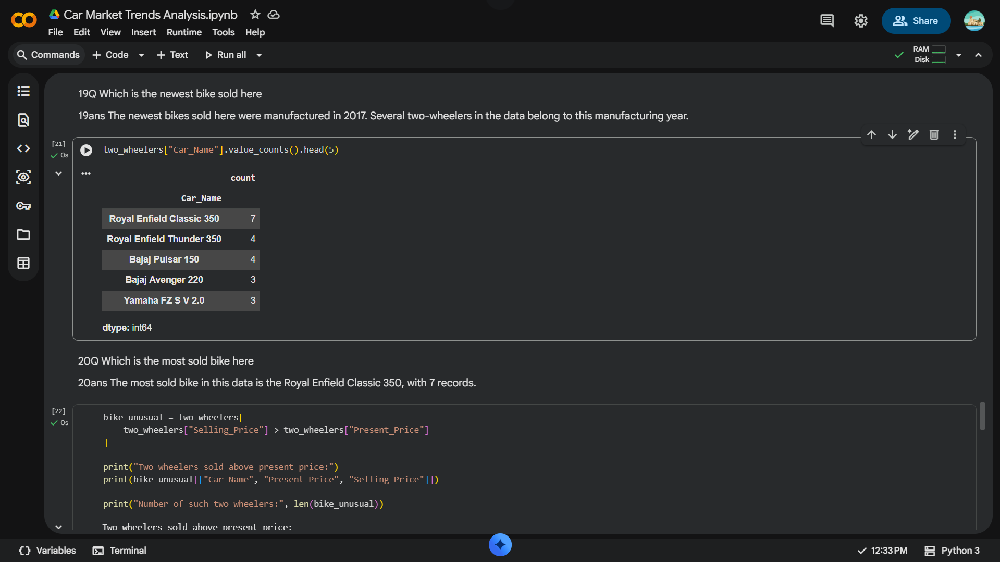 Car Market Trends Analysis.ipynb
File Edit View Insert Runtime Tools Help
Share
Commands + Code + Text Run all
RAM
Disk
19Q Which is the newest bike sold here
19ans The newest bikes sold here were manufactured in 2017. Several two-wheelers in the data belong to this manufacturing year.
[21]
0s
two_wheelers["Car_Name"].value_counts().head(5)
count
Car_Name
Royal Enfield Classic 350 7
Royal Enfield Thunder 350 4
Bajaj Pulsar 150 4
Bajaj Avenger 220 3
Yamaha FZ S V 2.0 3
dtype: int64
20Q Which is the most sold bike here
20ans The most sold bike in this data is the Royal Enfield Classic 350, with 7 records.
[22]
0s
bike_unusual = two_wheelers[
two_wheelers["Selling_Price"] > two_wheelers["Present_Price"]
]
print("Two wheelers sold above present price:")
print(bike_unusual[["Car_Name", "Present_Price", "Selling_Price"]])
print("Number of such two wheelers:", len(bike_unusual))
Two wheelers sold above present price:
Variables Terminal
12:33 PM Python 3